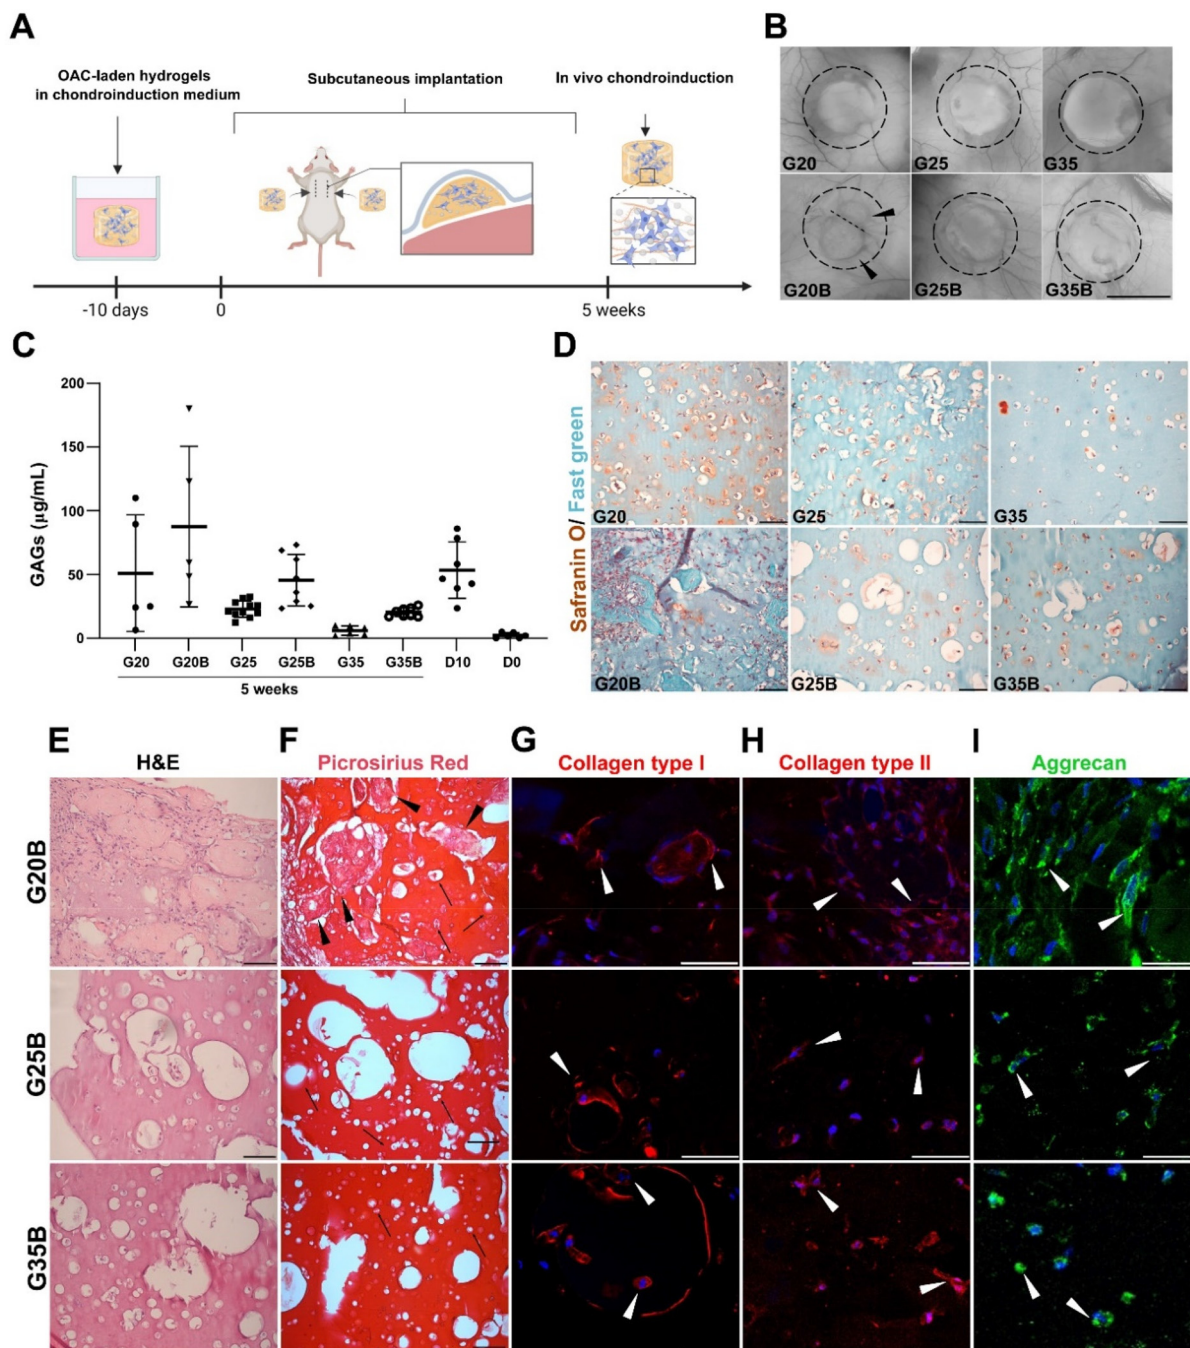 A
OAC-laden hydrogels
in chondroinduction medium
Subcutaneous implantation
In vivo chondroinduction
-10 days
0
5 weeks
B
G20
G25
G35
G20B
G25B
G35B
C
GAGs (µg/mL)
200
150
100
50
0
G20
G20B
G25
G25B
G35
G35B
D10
D0
5 weeks
D
Safranin O/ Fast green
G20
G25
G35
G20B
G25B
G35B
E
H&E
F
Picrosirius Red
G
Collagen type I
H
Collagen type II
I
Aggrecan
G20B
G25B
G35B